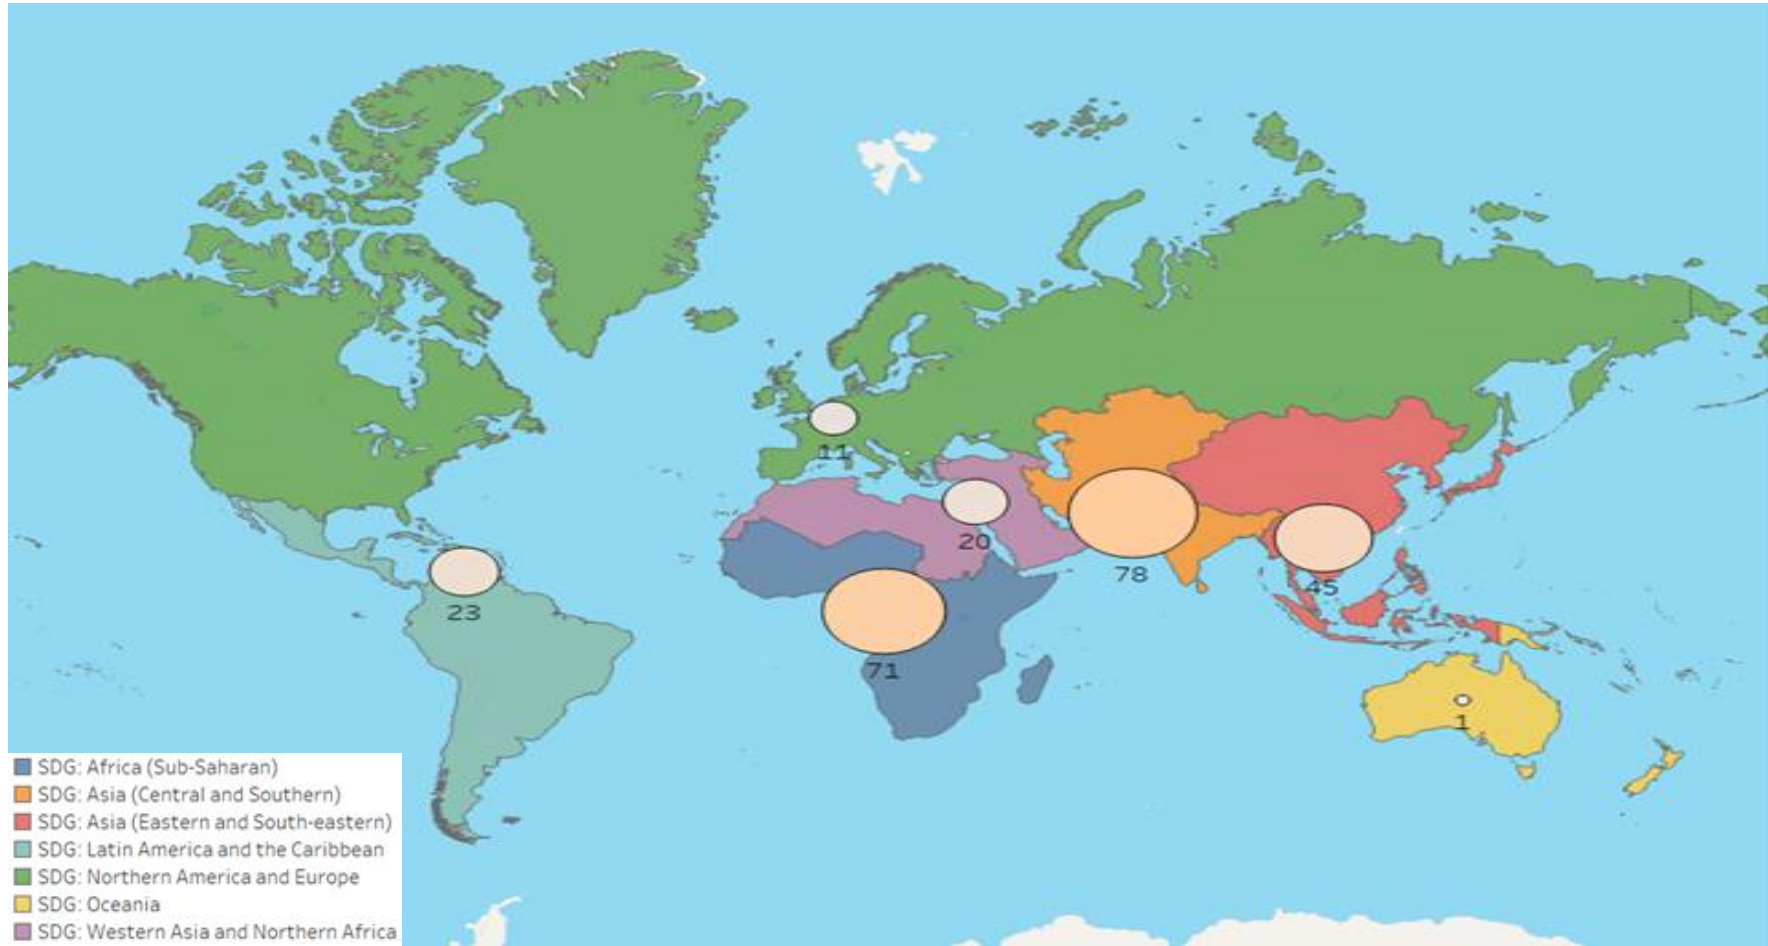 11
20
78
45
23
71
1
SDG: Africa (Sub-Saharan)
SDG: Asia (Central and Southern)
SDG: Asia (Eastern and South-eastern)
SDG: Latin America and the Caribbean
SDG: Northern America and Europe
SDG: Oceania
SDG: Western Asia and Northern Africa